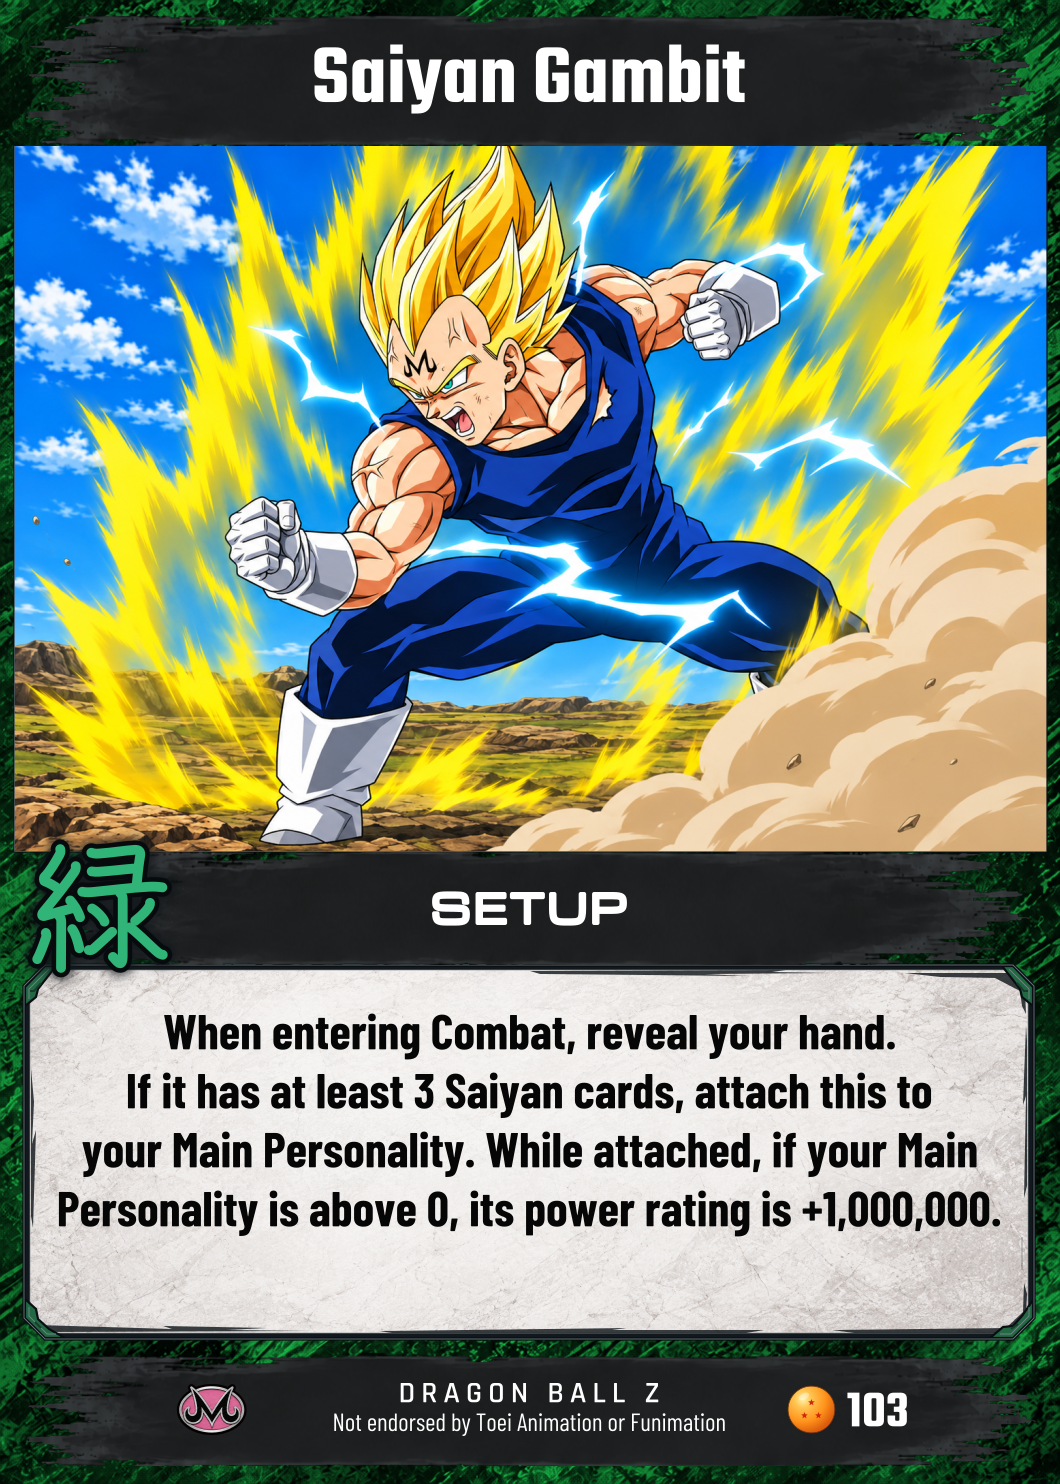 Saiyan Gambit
緑
SETUP
When entering Combat, reveal your hand.
If it has at least 3 Saiyan cards, attach this to
your Main Personality. While attached, if your Main
Personality is above 0, its power rating is +1,000,000.
DRAGON BALL Z
Not endorsed by Toei Animation or Funimation
103